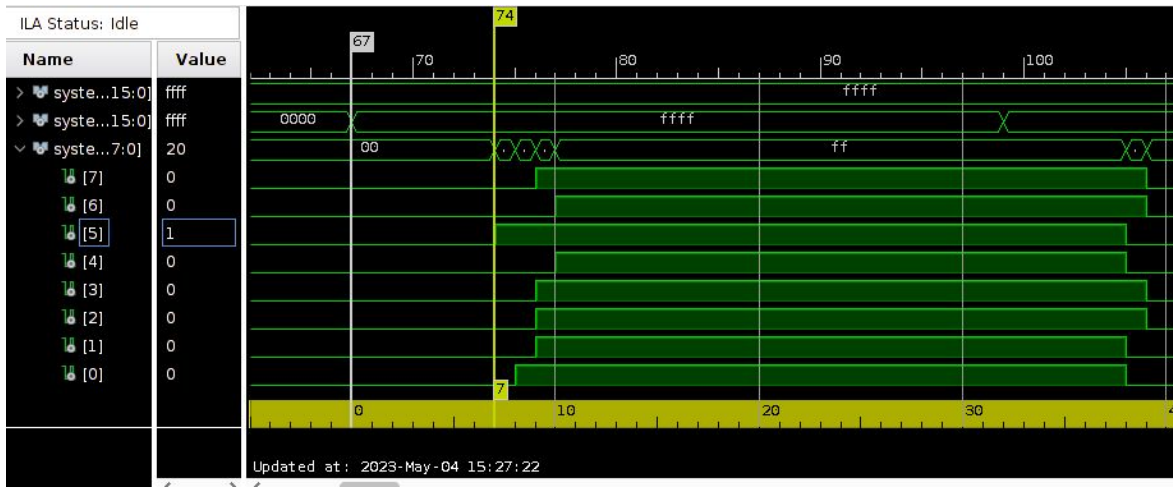 ILA Status: Idle
74
67
Name Value
70 80 90 100
> syste...15:0] ffff ffff
> syste...15:0] ffff 0000 ffff
syste...7:0] 20 00 . . . ff .
[7] 0
[6] 0
[5] 1
[4] 0
[3] 0
[2] 0
[1] 0
[0] 0
7
0 10 20 30 4
Updated at: 2023-May-04 15:27:22